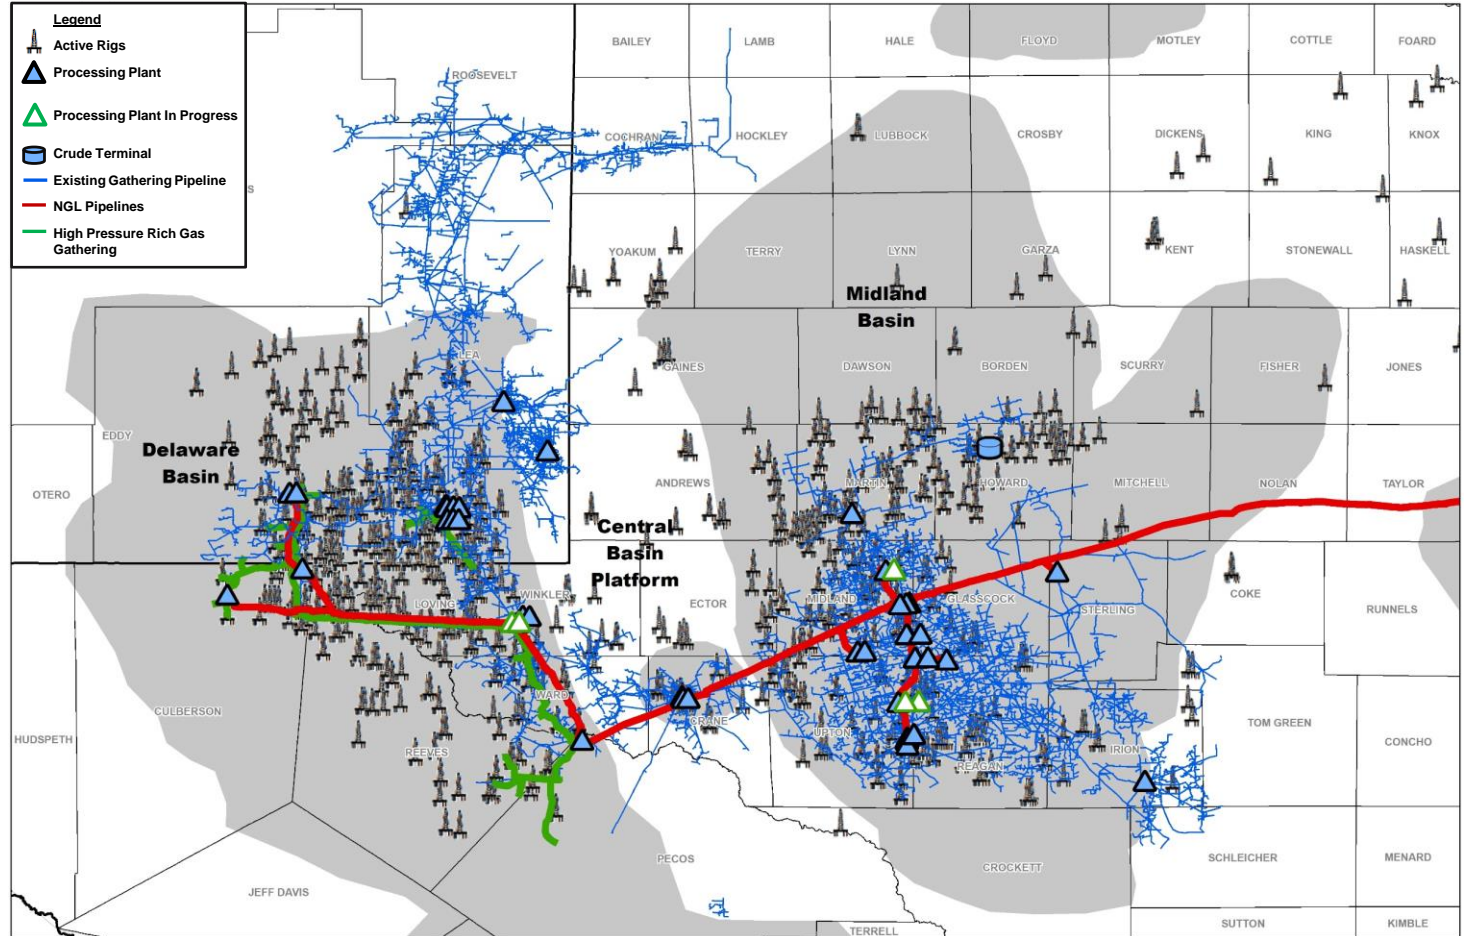 Legend
Active Rigs
Processing Plant
Processing Plant In Progress
Crude Terminal
Existing Gathering Pipeline
NGL Pipelines
High Pressure Rich Gas
Gathering
S
ROOSEVELT
BAILEY
LAMB
HALE
FLOYD
MOTLEY
COTTLE
FOARD
COCHRAN
HOCKLEY
LUBBOCK
CROSBY
DICKENS
KING
KNOX
YOAKUM
TERRY
LYNN
GARZA
KENT
STONEWALL
HASKELL
Midland
Basin
LEA
GAINES
DAWSON
BORDEN
SCURRY
FISHER
JONES
EDDY
Delaware
Basin
OTERO
ANDREWS
MARTIN
HOWARD
MITCHELL
NOLAN
TAYLOR
Central
Basin
Platform
LOVING
WINKLER
ECTOR
MIDLAND
GLASSCOCK
STERLING
COKE
RUNNELS
CULBERSON
HUDSPETH
REEVES
WARD
CRANE
UPTON
REAGAN
IRION
TOM GREEN
CONCHO
JEFF DAVIS
PECOS
CROCKETT
SCHLEICHER
MENARD
TERRELL
SUTTON
KIMBLE